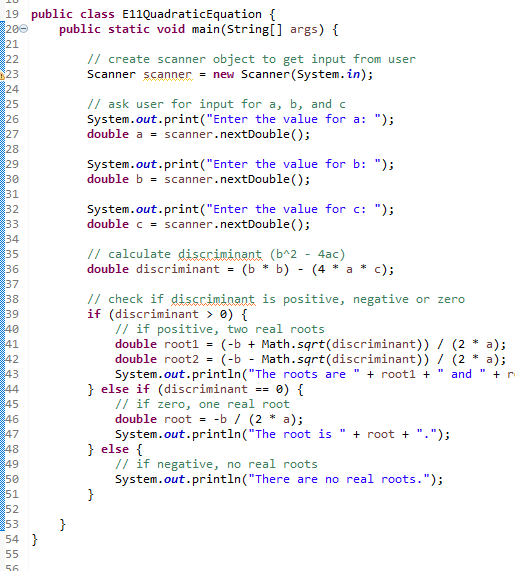 19 public class E11QuadraticEquation {
20 public static void main(String[] args) {
21
22 // create scanner object to get input from user
23 Scanner scanner = new Scanner(System.in);
24
25 // ask user for input for a, b, and c
26 System.out.print("Enter the value for a: ");
27 double a = scanner.nextDouble();
28
29 System.out.print("Enter the value for b: ");
30 double b = scanner.nextDouble();
31
32 System.out.print("Enter the value for c: ");
33 double c = scanner.nextDouble();
34
35 // calculate discriminant (b^2 - 4ac)
36 double discriminant = (b * b) - (4 * a * c);
37
38 // check if discriminant is positive, negative or zero
39 if (discriminant > 0) {
40 // if positive, two real roots
41 double root1 = (-b + Math.sqrt(discriminant)) / (2 * a);
42 double root2 = (-b - Math.sqrt(discriminant)) / (2 * a);
43 System.out.println("The roots are " + root1 + " and " +
44 } else if (discriminant == 0) {
45 // if zero, one real root
46 double root = -b / (2 * a);
47 System.out.println("The root is " + root + ".");
48 } else {
49 // if negative, no real roots
50 System.out.println("There are no real roots.");
51 }
52
53 }
54 }
55
56